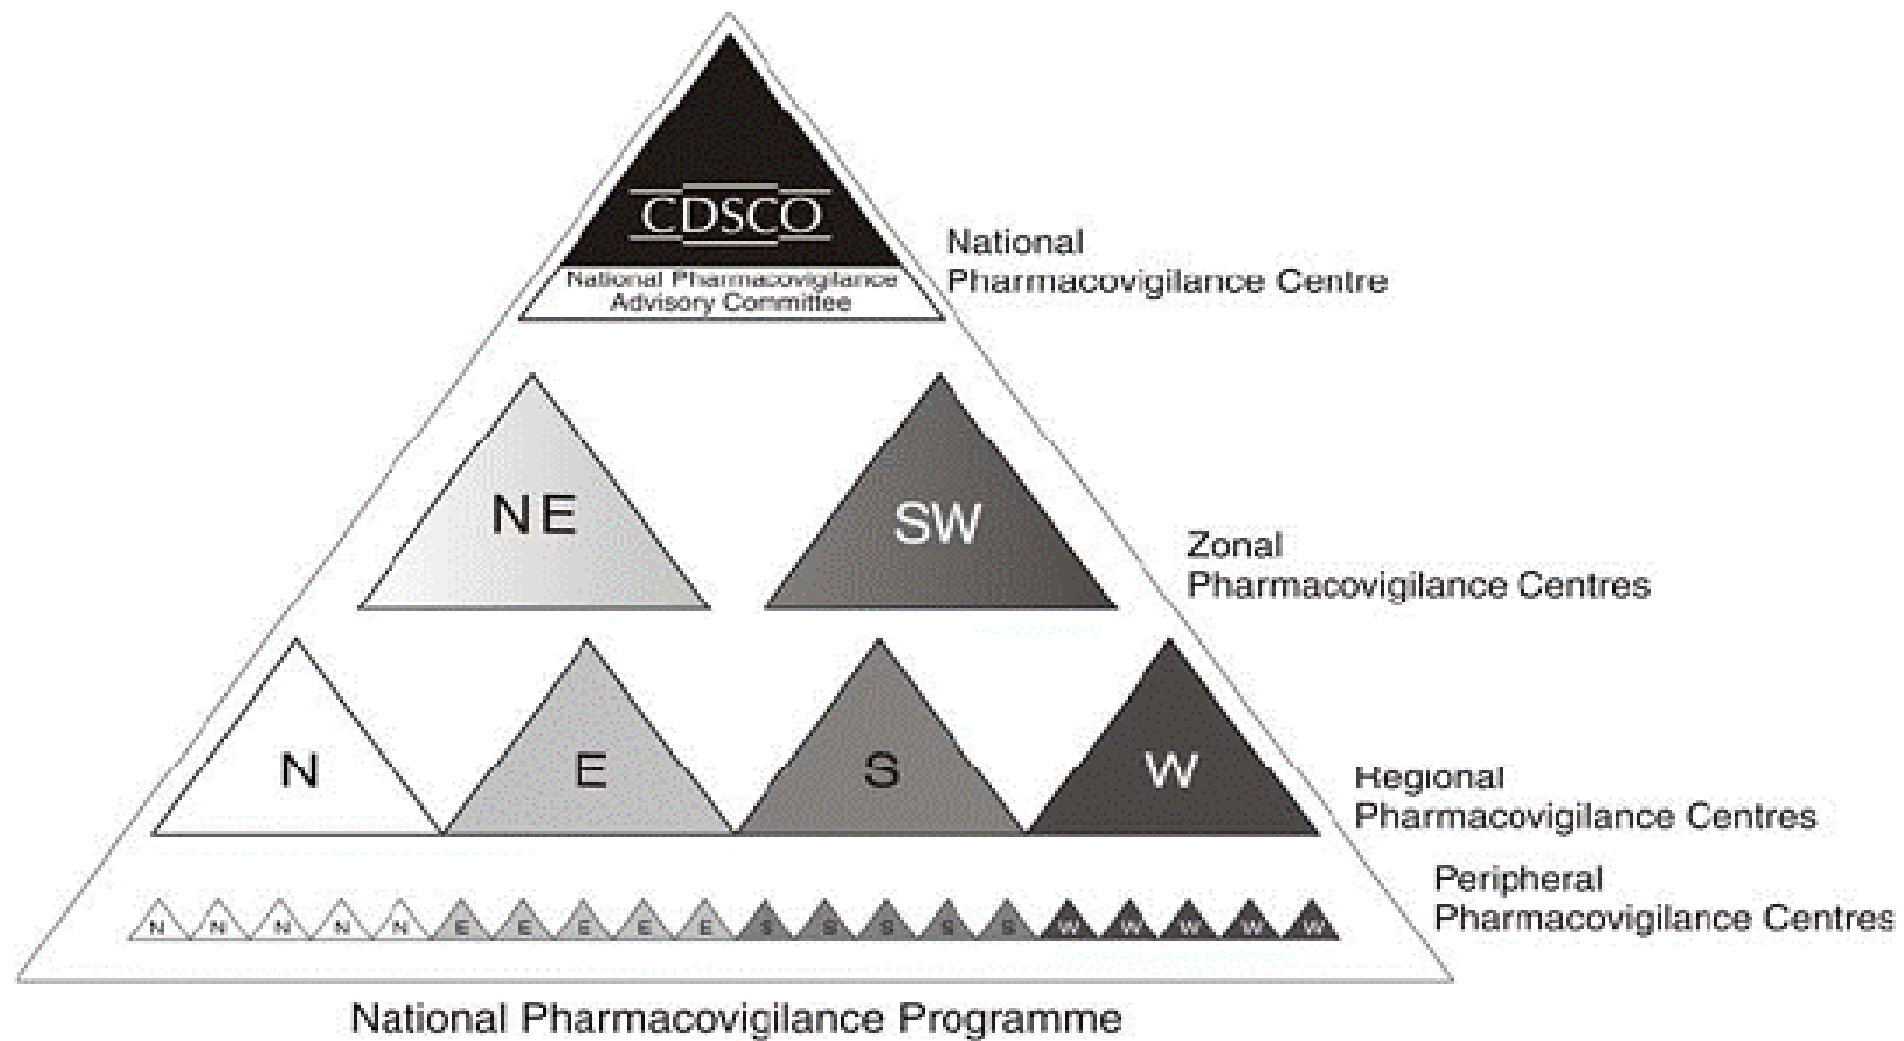 CDSCO
National Pharmacovigilance
Advisory Committee
National
Pharmacovigilance Centre
NE SW
Zonal
Pharmacovigilance Centres
N E S W
Regional
Pharmacovigilance Centres
Peripheral
Pharmacovigilance Centres
N N N N N E E E E E S S S S S W W W W W
National Pharmacovigilance Programme